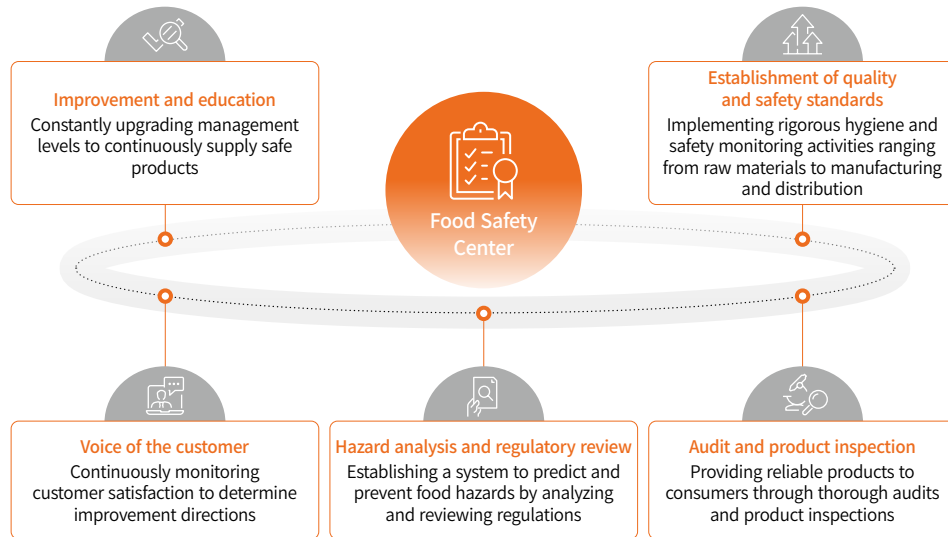 Improvement and education
Constantly upgrading management
levels to continuously supply safe
products
Food Safety
Center
Establishment of quality
and safety standards
Implementing rigorous hygiene and
safety monitoring activities ranging
from raw materials to manufacturing
and distribution
Voice of the customer
Continuously monitoring
customer satisfaction to determine
improvement directions
Hazard analysis and regulatory review
Establishing a system to predict and
prevent food hazards by analyzing
and reviewing regulations
Audit and product inspection
Providing reliable products to
consumers through thorough audits
and product inspections